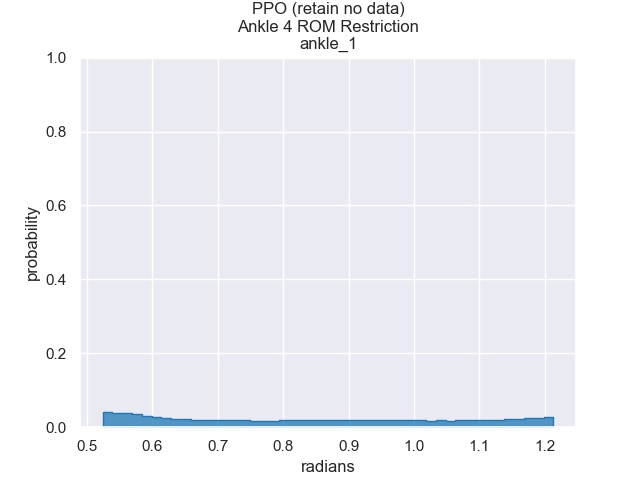 PPO (retain no data)
Ankle 4 ROM Restriction
ankle_1
1.0
0.8
0.6
0.4
0.2
0.0
probability
0.5 0.6 0.7 0.8 0.9 1.0 1.1 1.2
radians